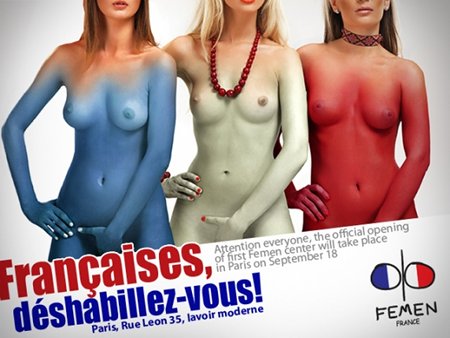 Françaises,
déshabillez-vous!
Attention everyone, the official opening
of first Femen center will take place
in Paris on September 18
Paris, Rue Leon 35, lavoir moderne
FEMEN
FRANCE